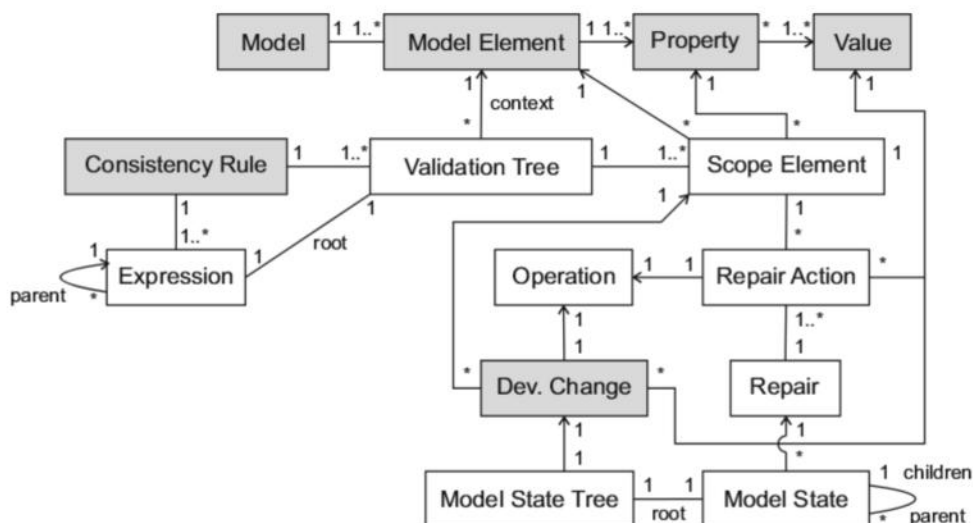 Model 1 1..* Model Element 1 1..* Property * 1..* Value
1 1 1 1
context
* * *
Consistency Rule 1 1..* Validation Tree 1 1..* Scope Element 1
1 1 1 1
1..* root *
1 Expression 1 Operation 1 1 Repair Action *
parent *
1 1..*
1 1
* Dev. Change * Repair
1 1
1 *
Model State Tree 1 1 Model State 1 children
root * parent